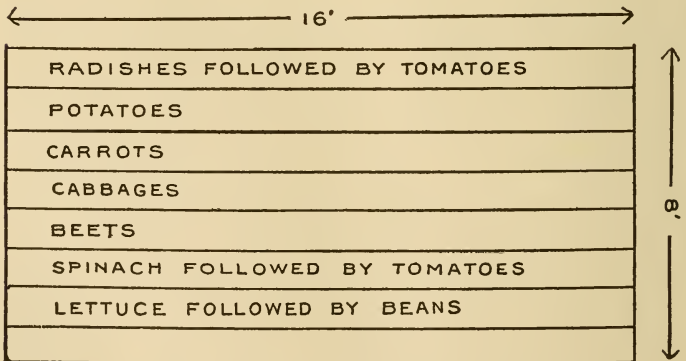 16'
RADISHES FOLLOWED BY TOMATOES
POTATOES
CARROTS
CABBAGES
BEETS
8'
SPINACH FOLLOWED BY TOMATOES
LETTUCE FOLLOWED BY BEANS